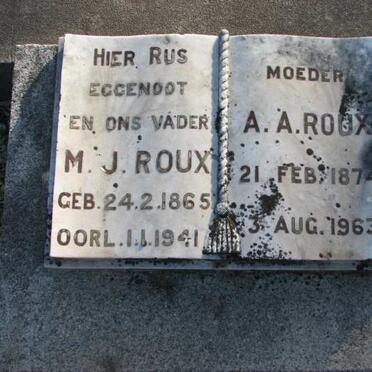 HIER RUS
EGGENOOT
EN ONS VADER
M. J. ROUX
GEB. 24.2.1865
OORL. 1.1.1941
MOEDER
A. A. ROUX
21 FEB. 1874
3 AUG. 1963